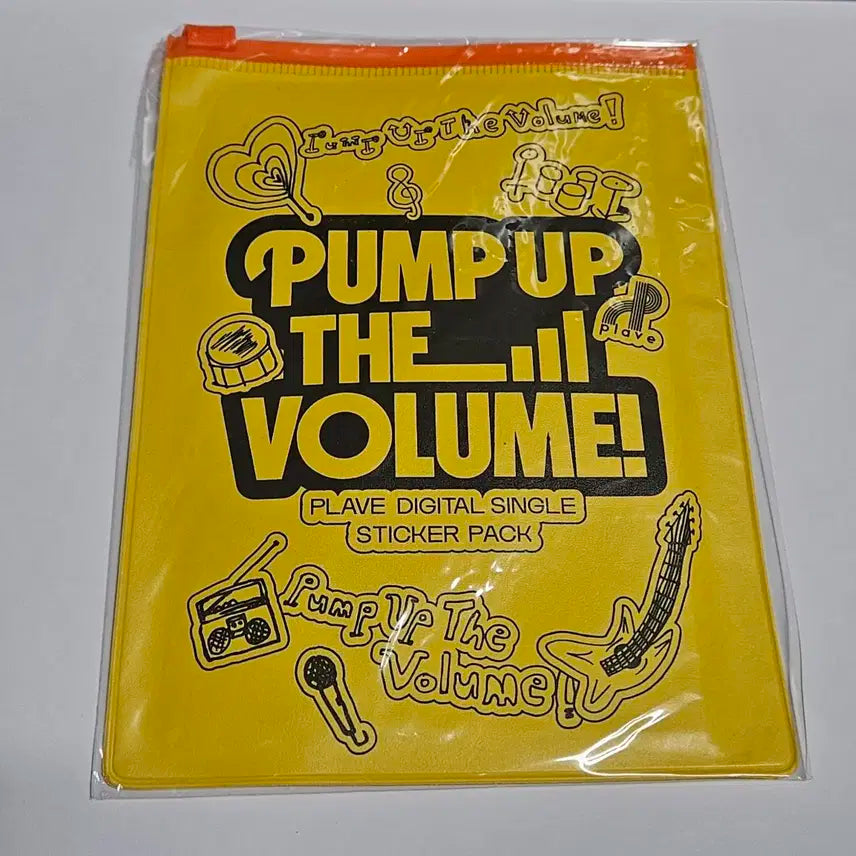 Pump Up The Volume!
PUMP UP
THE
VOLUME!
plave
PLAVE DIGITAL SINGLE
STICKER PACK
Pump Up The
Volume!